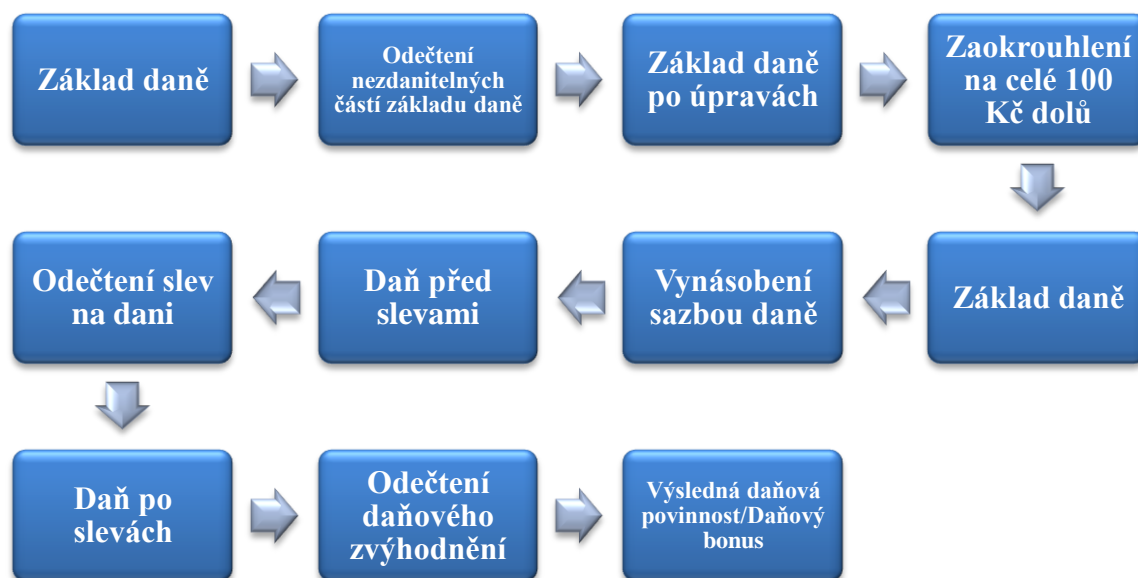 Základ daně
Odečtení
nezdanitelných
částí základu daně
Základ daně
po úpravách
Zaokrouhlení
na celé 100
Kč dolů
Základ daně
Vynásobení
sazbou daně
Daň před
slevami
Odečtení slev
na dani
Daň po
slevách
Odečtení
daňového
zvýhodnění
Výsledná daňová
povinnost/Daňový
bonus